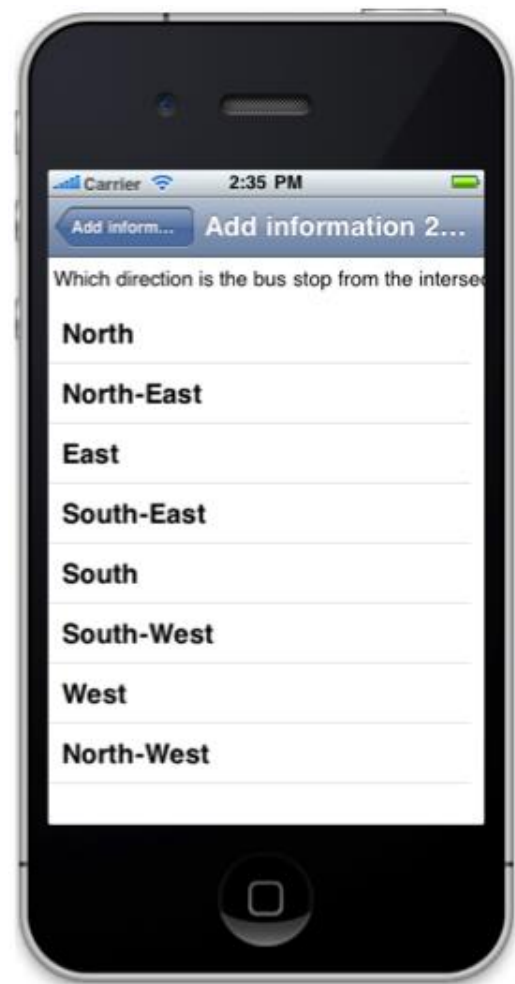 Carrier 2:35 PM
Add inform... Add information 2...
Which direction is the bus stop from the intersec
North
North-East
East
South-East
South
South-West
West
North-West